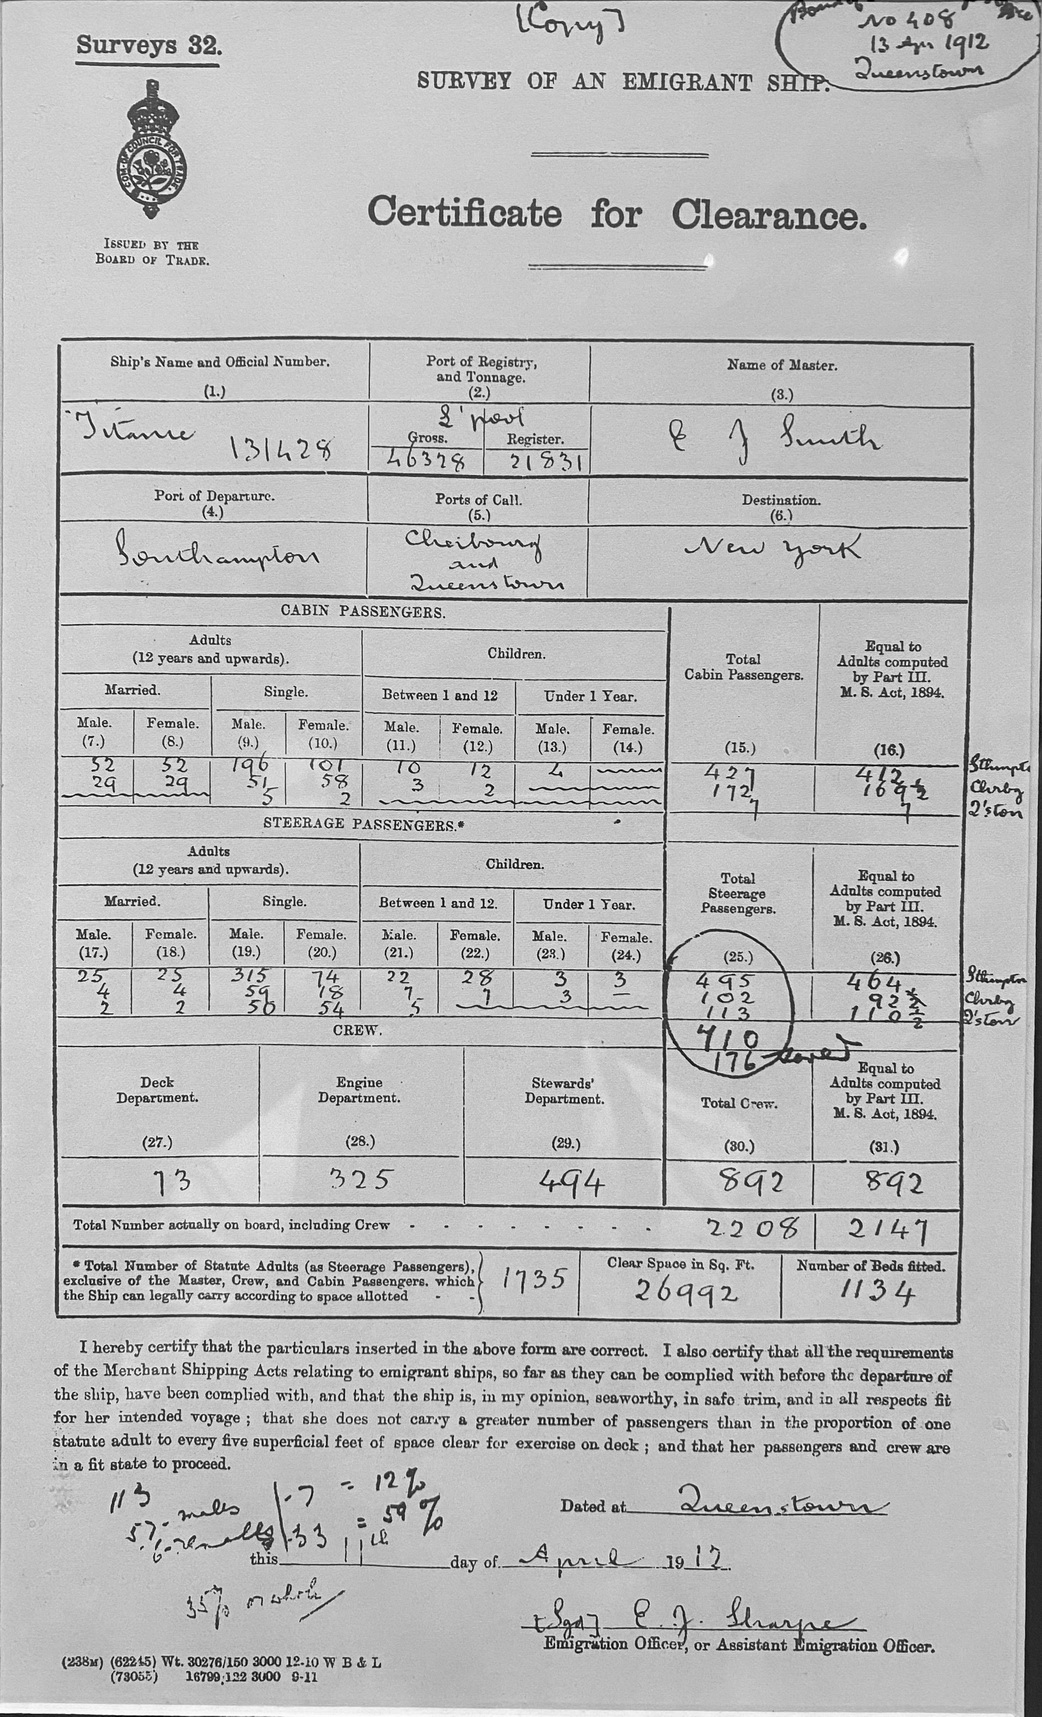 [Copy]
No 408
13 Apr 1912
Queenstown
Surveys 32.
SURVEY OF AN EMIGRANT SHIP.
COM. OF COUNCIL FOR TRADE
Certificate for Clearance.
ISSUED BY THE
BOARD OF TRADE.
Ship's Name and Official Number.
(1.)
Port of Registry,
and Tonnage.
(2.)
Name of Master.
(3.)
Titanic 131428
L'pool
Gross. Register.
46328 21831
E J Smith
Port of Departure.
(4.)
Ports of Call.
(5.)
Destination.
(6.)
Southampton
Cherbourg
and
Queenstown
New York
CABIN PASSENGERS.
Adults
(12 years and upwards).
Children.
Total
Cabin Passengers.
Equal to
Adults computed
by Part III.
M. S. Act, 1894.
Married. Single. Between 1 and 12 Under 1 Year.
Male. Female. Male. Female. Male. Female. Male. Female.
(7.) (8.) (9.) (10.) (11.) (12.) (13.) (14.) (15.) (16.)
52 52 196 101 10 12 4 427 412 Sthmptn
29 29 51 58 3 2 172 169½ Chrbg
5 2 7 7 Q'ston
STEERAGE PASSENGERS.*
Adults
(12 years and upwards).
Children.
Total
Steerage
Passengers.
Equal to
Adults computed
by Part III.
M. S. Act, 1894.
Married. Single. Between 1 and 12. Under 1 Year.
Male. Female. Male. Female. Male. Female. Male. Female.
(17.) (18.) (19.) (20.) (21.) (22.) (23.) (24.) (25.) (26.)
25 25 315 74 22 28 3 3 495 464 Sthmptn
4 4 59 18 7 7 3 — 102 92½ Chrbg
2 2 50 54 5 113 110½ Q'ston
710
176 saved
CREW.
Deck
Department.
(27.)
Engine
Department.
(28.)
Stewards'
Department.
(29.)
Total Crew.
(30.)
Equal to
Adults computed
by Part III.
M. S. Act, 1894.
(31.)
73 325 494 892 892
Total Number actually on board, including Crew - - - - - - - - 2208 2147
* Total Number of Statute Adults (as Steerage Passengers),
exclusive of the Master, Crew, and Cabin Passengers, which
the Ship can legally carry according to space allotted - -
1735
Clear Space in Sq. Ft.
26992
Number of Beds fitted.
1134
I hereby certify that the particulars inserted in the above form are correct. I also certify that all the requirements
of the Merchant Shipping Acts relating to emigrant ships, so far as they can be complied with before the departure of
the ship, have been complied with, and that the ship is, in my opinion, seaworthy, in safe trim, and in all respects fit
for her intended voyage ; that she does not carry a greater number of passengers than in the proportion of one
statute adult to every five superficial feet of space clear for exercise on deck ; and that her passengers and crew are
in a fit state to proceed.
113
57 - males - 7 = 12%
females - 33 = 59%
Dated at Queenstown
this 11th day of April 1912.
35% on whole
[Sgd] E. J. Sharpe
Emigration Officer, or Assistant Emigration Officer.
(238M) (62245) Wt. 30276/150 3000 12-10 W B & L
(73055) 16799/122 3000 9-11